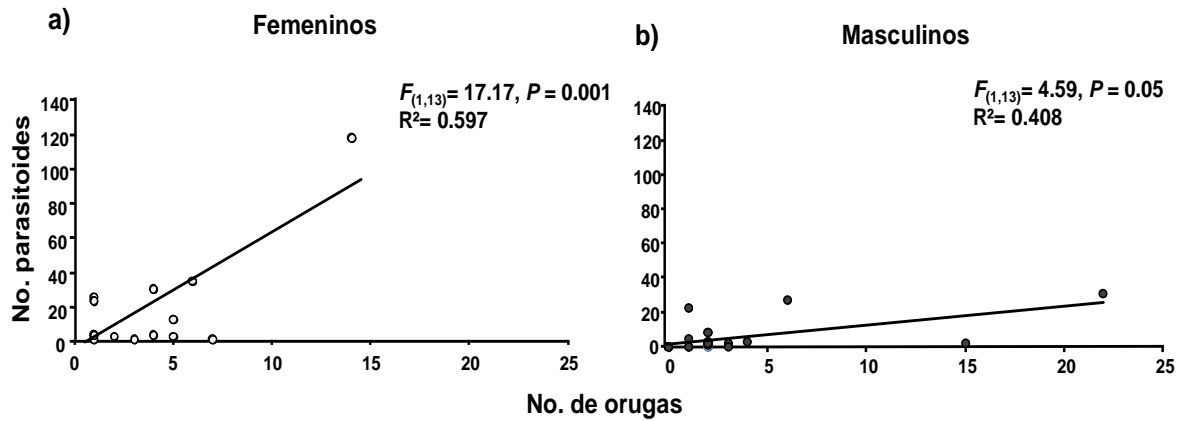 a)
Femeninos
F(1,13)= 17.17, P = 0.001
R²= 0.597
No. parasitoides
140
120
100
80
60
40
20
0
0 5 10 15 20 25
b)
Masculinos
F(1,13)= 4.59, P = 0.05
R²= 0.408
140
120
100
80
60
40
20
0
0 5 10 15 20 25
No. de orugas